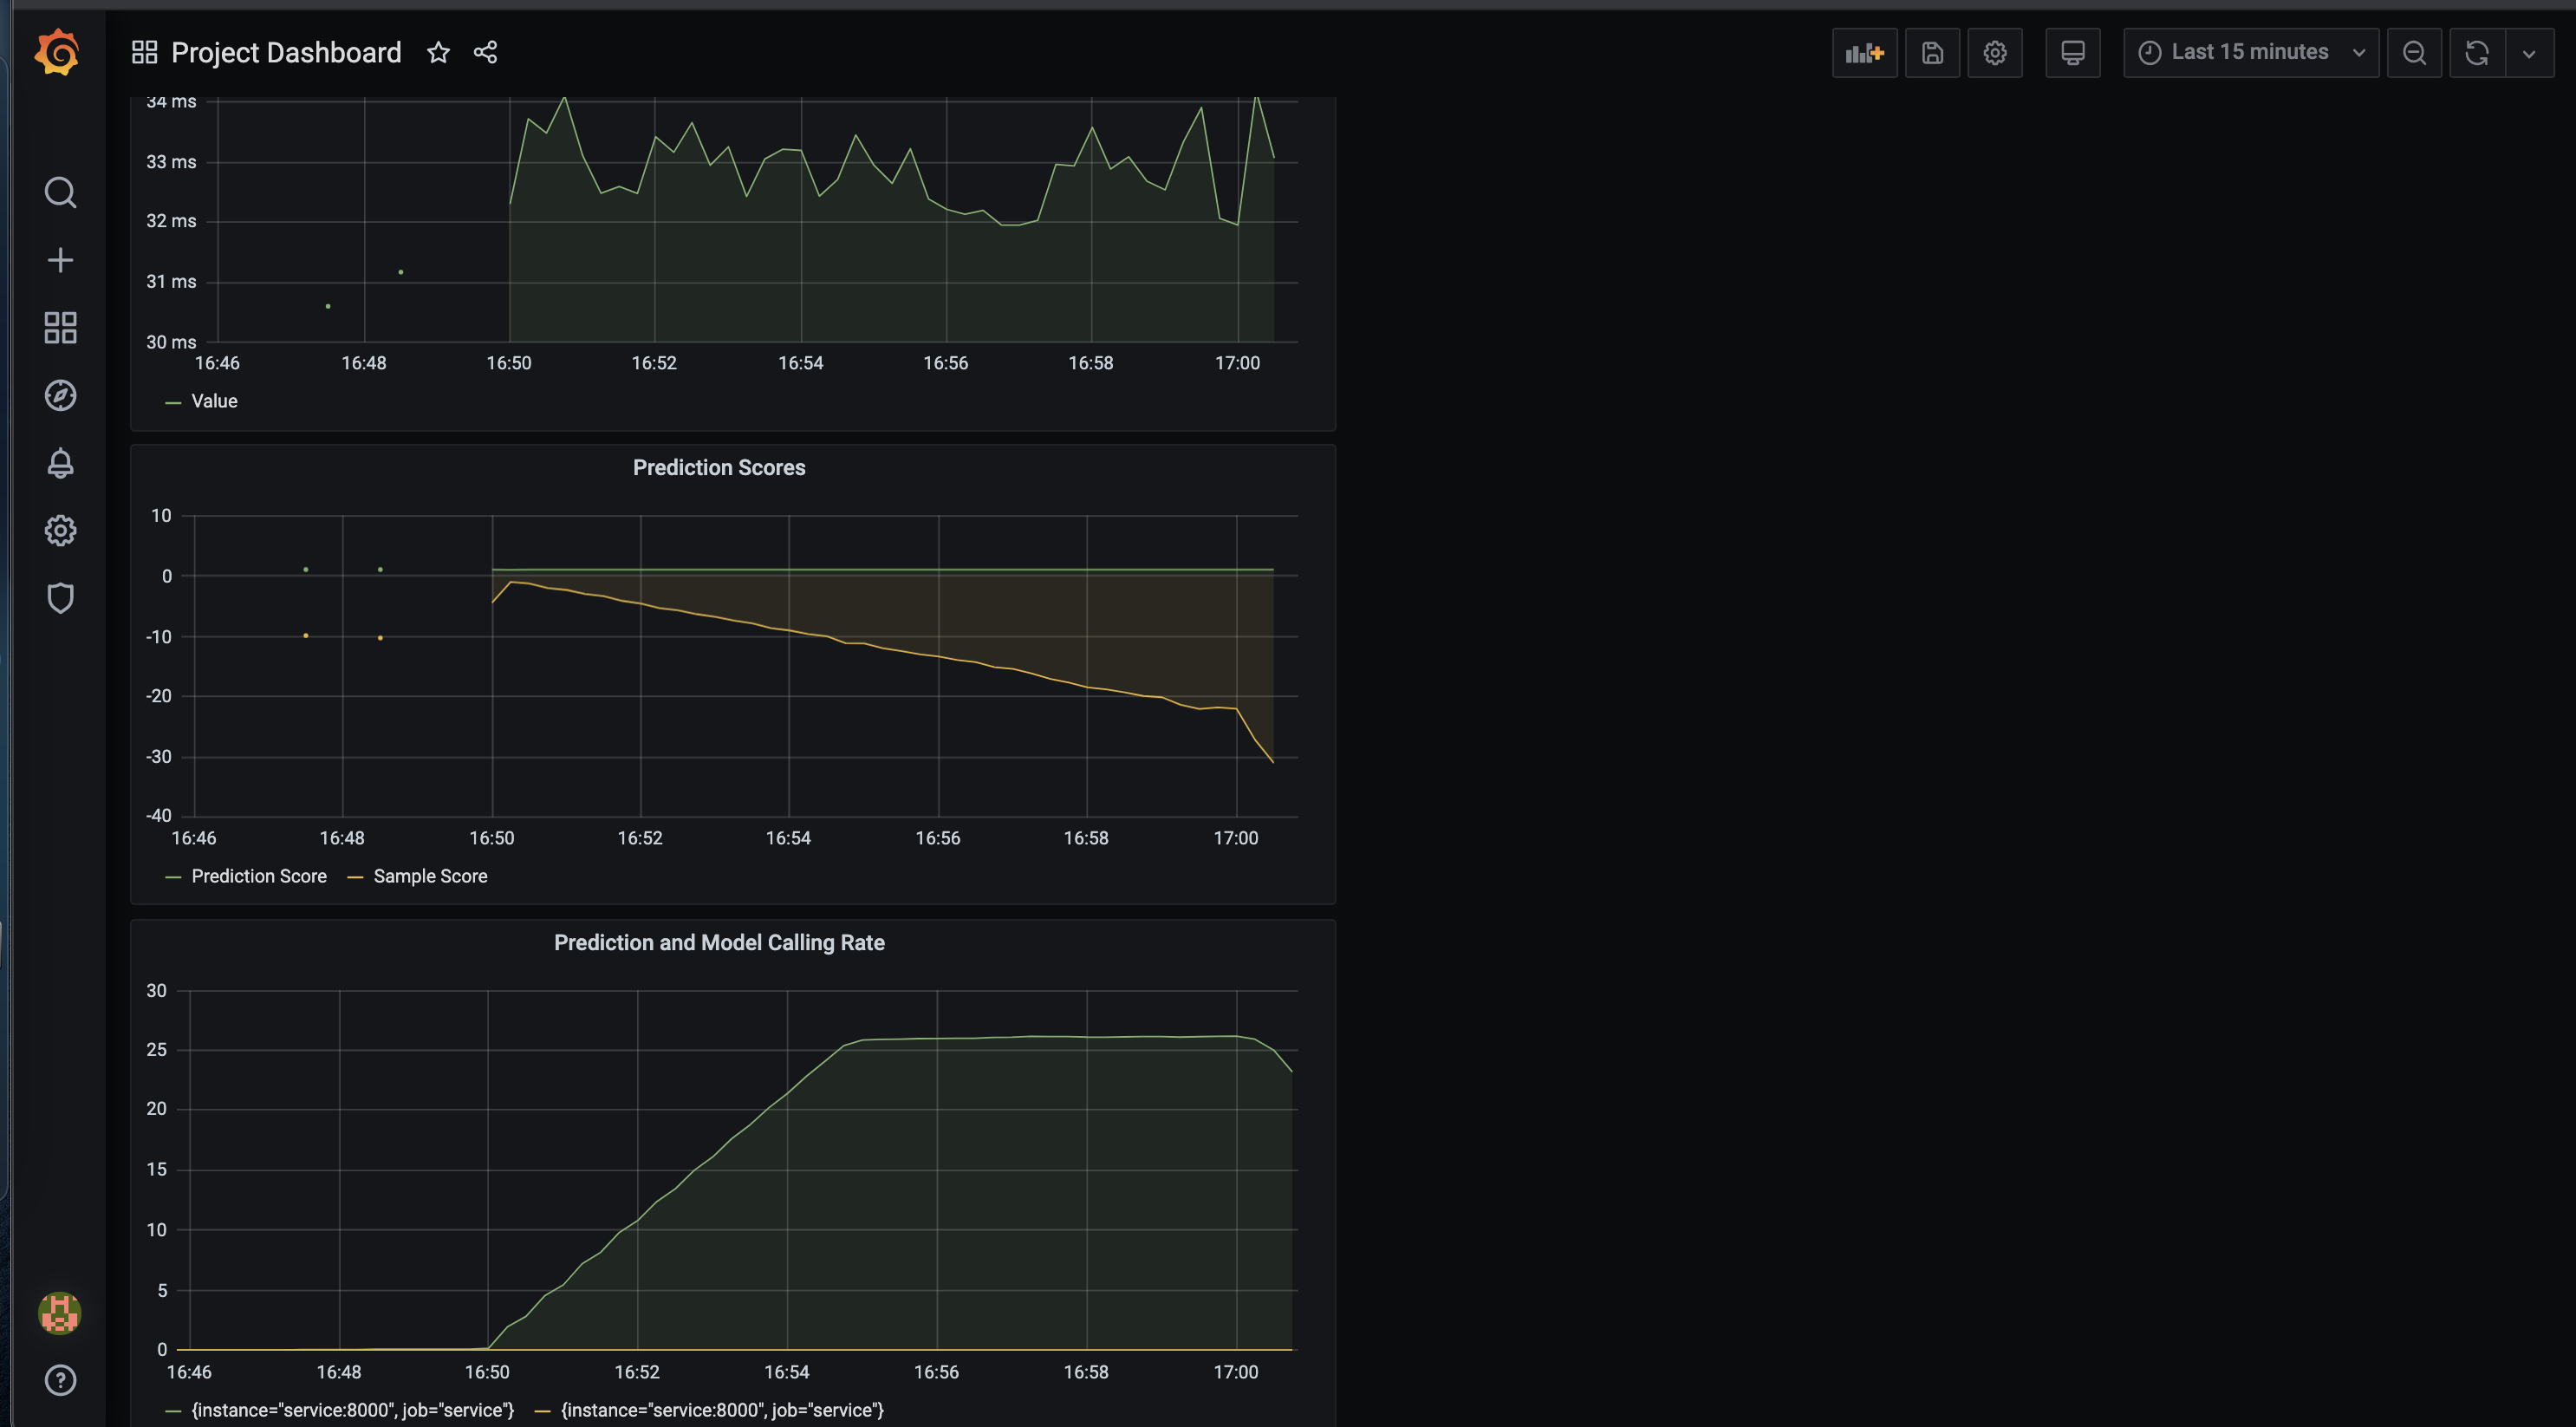 Project Dashboard
Last 15 minutes
34 ms
33 ms
32 ms
31 ms
30 ms
16:46 16:48 16:50 16:52 16:54 16:56 16:58 17:00
Value
Prediction Scores
10
0
-10
-20
-30
-40
16:46 16:48 16:50 16:52 16:54 16:56 16:58 17:00
Prediction Score Sample Score
Prediction and Model Calling Rate
30
25
20
15
10
5
0
16:46 16:48 16:50 16:52 16:54 16:56 16:58 17:00
{instance="service:8000", job="service"} {instance="service:8000", job="service"}